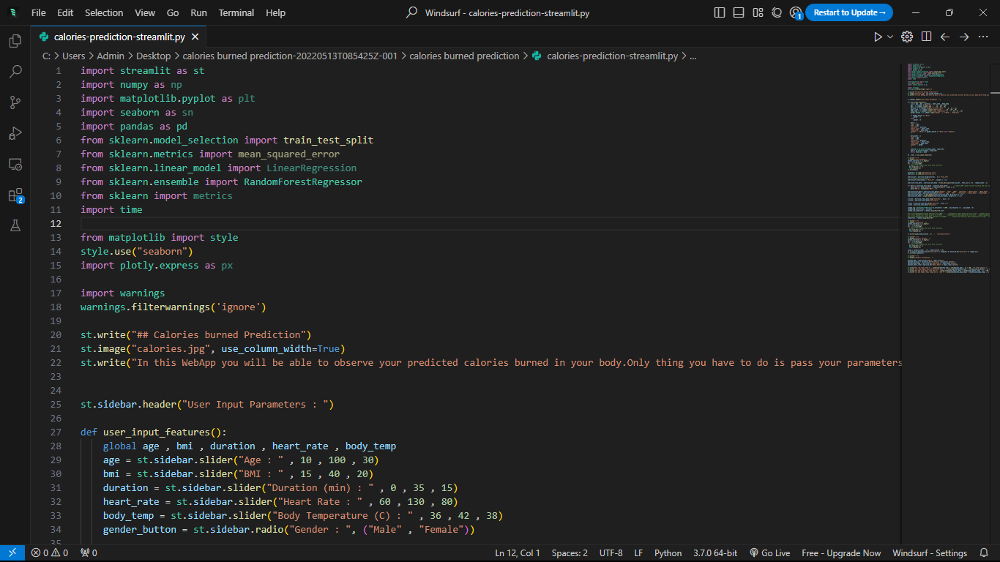 File Edit Selection View Go Run Terminal Help
Windsurf - calories-prediction-streamlit.py
1
Restart to Update→
calories-prediction-streamlit.py
C: > Users > Admin > Desktop > calories burned prediction-20220513T085425Z-001 > calories burned prediction > calories-prediction-streamlit.py > ...
1 import streamlit as st
2 import numpy as np
3 import matplotlib.pyplot as plt
4 import seaborn as sn
5 import pandas as pd
6 from sklearn.model_selection import train_test_split
7 from sklearn.metrics import mean_squared_error
8 from sklearn.linear_model import LinearRegression
9 from sklearn.ensemble import RandomForestRegressor
10 from sklearn import metrics
11 import time
12
13 from matplotlib import style
14 style.use("seaborn")
15 import plotly.express as px
16
17 import warnings
18 warnings.filterwarnings('ignore')
19
20 st.write("## Calories burned Prediction")
21 st.image("calories.jpg", use_column_width=True)
22 st.write("In this WebApp you will be able to observe your predicted calories burned in your body.Only thing you have to do is pass your parameters
23
24
25 st.sidebar.header("User Input Parameters : ")
26
27 def user_input_features():
28 global age , bmi , duration , heart_rate , body_temp
29 age = st.sidebar.slider("Age : " , 10 , 100 , 30)
30 bmi = st.sidebar.slider("BMI : " , 15 , 40 , 20)
31 duration = st.sidebar.slider("Duration (min) : " , 0 , 35 , 15)
32 heart_rate = st.sidebar.slider("Heart Rate : " , 60 , 130 , 80)
33 body_temp = st.sidebar.slider("Body Temperature (C) : " , 36 , 42 , 38)
34 gender_button = st.sidebar.radio("Gender : ", ("Male" , "Female"))
35
2
0 0 0 Ln 12, Col 1 Spaces: 2 UTF-8 LF Python 3.7.0 64-bit Go Live Free - Upgrade Now Windsurf - Settings